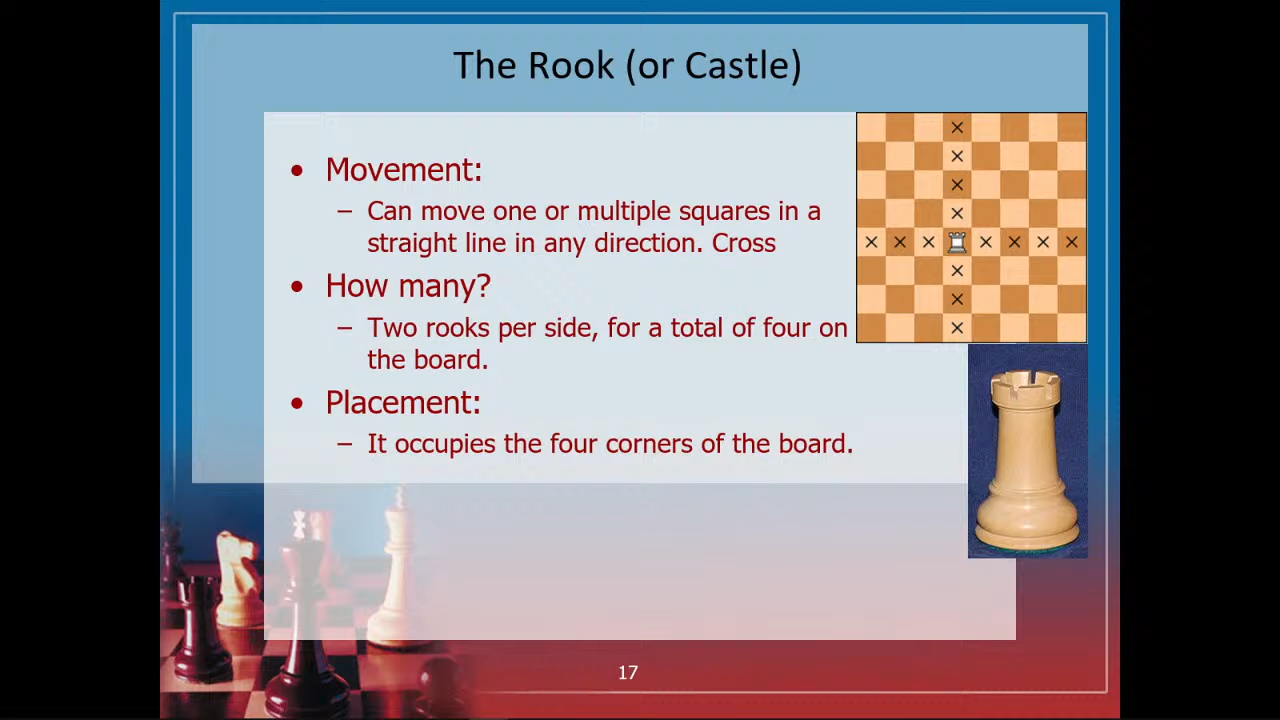 The Rook (or Castle)
• Movement:
– Can move one or multiple squares in a
straight line in any direction. Cross
• How many?
– Two rooks per side, for a total of four on
the board.
• Placement:
– It occupies the four corners of the board.
17